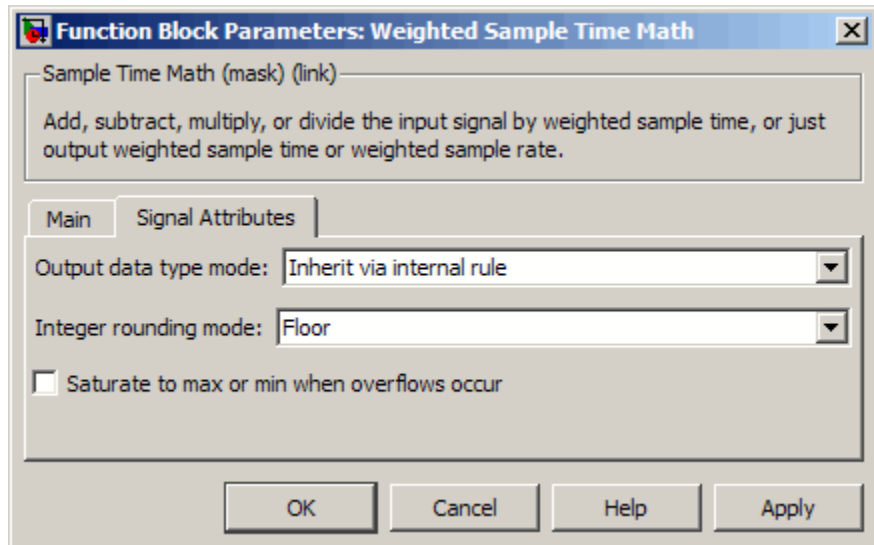 Function Block Parameters: Weighted Sample Time Math
Sample Time Math (mask) (link)
Add, subtract, multiply, or divide the input signal by weighted sample time, or just
output weighted sample time or weighted sample rate.
Main Signal Attributes
Output data type mode: Inherit via internal rule
Integer rounding mode: Floor
Saturate to max or min when overflows occur
OK Cancel Help Apply